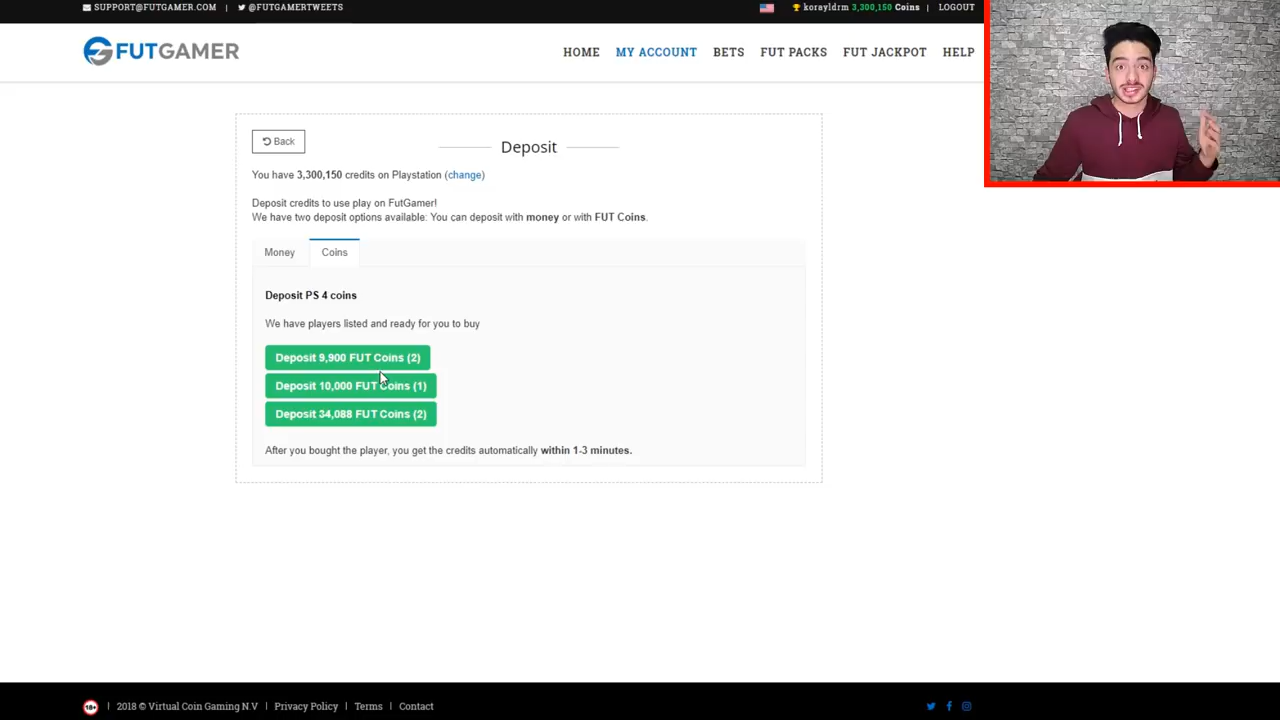 SUPPORT@FUTGAMER.COM | @FUTGAMERTWEETS
korayldrm 3,300,150 Coins | LOGOUT
FUTGAMER
HOME MY ACCOUNT BETS FUT PACKS FUT JACKPOT HELP
Back
Deposit
You have 3,300,150 credits on Playstation (change)
Deposit credits to use play on FutGamer!
We have two deposit options available: You can deposit with money or with FUT Coins.
Money Coins
Deposit PS 4 coins
We have players listed and ready for you to buy
Deposit 9,900 FUT Coins (2)
Deposit 10,000 FUT Coins (1)
Deposit 34,088 FUT Coins (2)
After you bought the player, you get the credits automatically within 1-3 minutes.
18+ | 2018 © Virtual Coin Gaming N.V | Privacy Policy | Terms | Contact